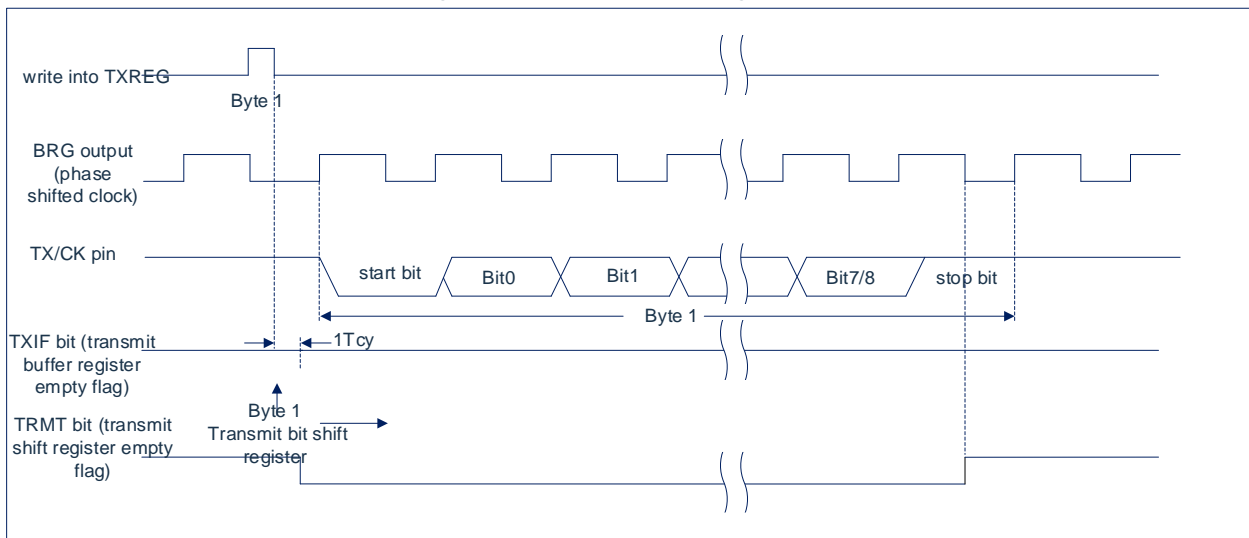 write into TXREG
Byte 1
BRG output
(phase
shifted clock)
TX/CK pin
start bit
Bit0
Bit1
Bit7/8
stop bit
Byte 1
TXIF bit (transmit
buffer register
empty flag)
1Tcy
Byte 1
Transmit bit shift
register
TRMT bit (transmit
shift register empty
flag)